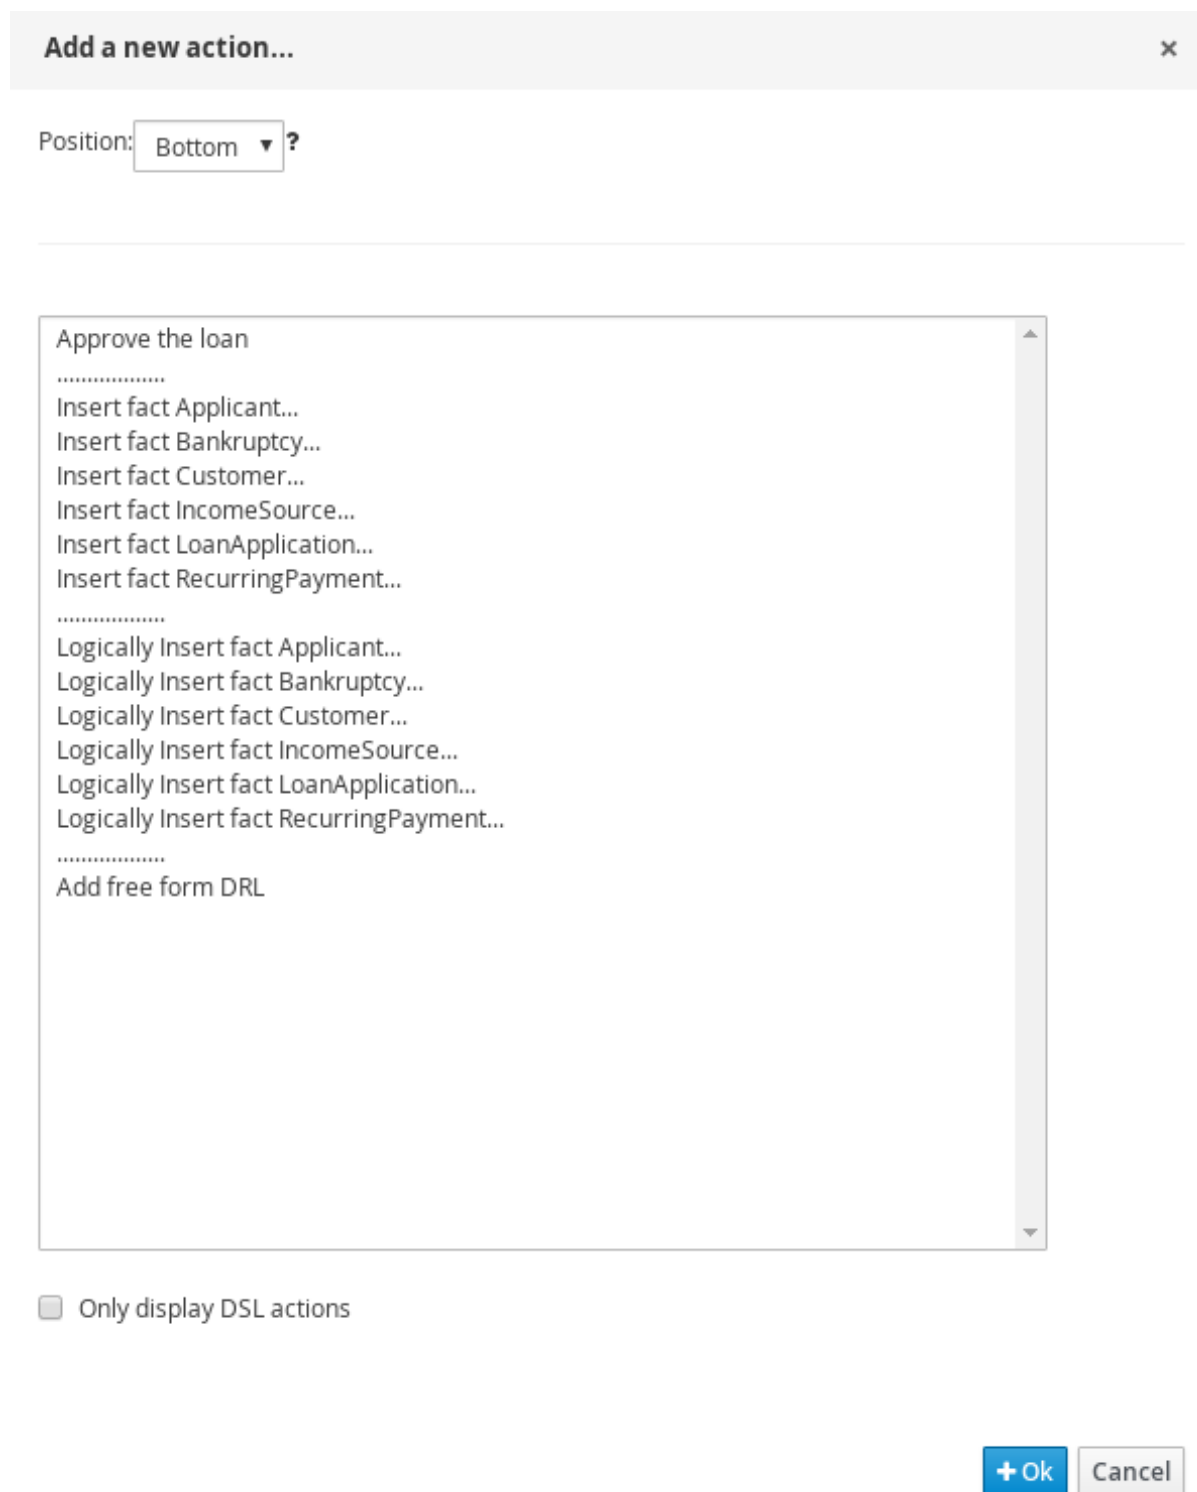 Add a new action...
×
Position: Bottom ▼ ?
Approve the loan
..................
Insert fact Applicant...
Insert fact Bankruptcy...
Insert fact Customer...
Insert fact IncomeSource...
Insert fact LoanApplication...
Insert fact RecurringPayment...
..................
Logically Insert fact Applicant...
Logically Insert fact Bankruptcy...
Logically Insert fact Customer...
Logically Insert fact IncomeSource...
Logically Insert fact LoanApplication...
Logically Insert fact RecurringPayment...
..................
Add free form DRL
Only display DSL actions
+ Ok
Cancel